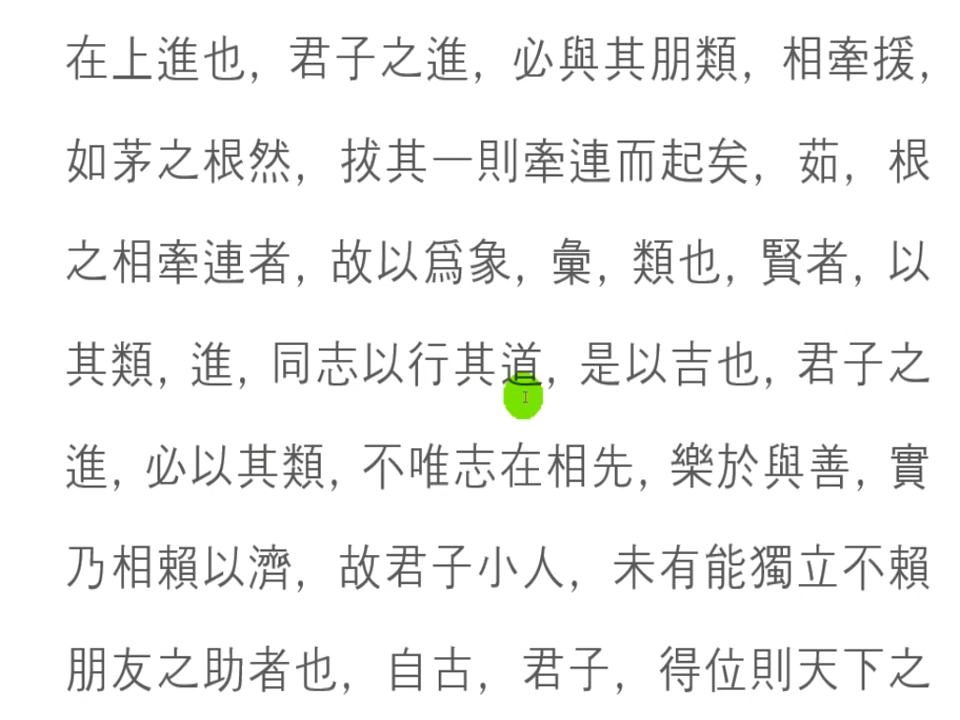 在上進也, 君子之進, 必與其朋類, 相牽援,
如茅之根然, 拔其一則牽連而起矣, 茹, 根
之相牽連者, 故以爲象, 彙, 類也, 賢者, 以
其類, 進, 同志以行其道, 是以吉也, 君子之
進, 必以其類, 不唯志在相先, 樂於與善, 實
乃相賴以濟, 故君子小人, 未有能獨立不賴
朋友之助者也, 自古, 君子, 得位則天下之